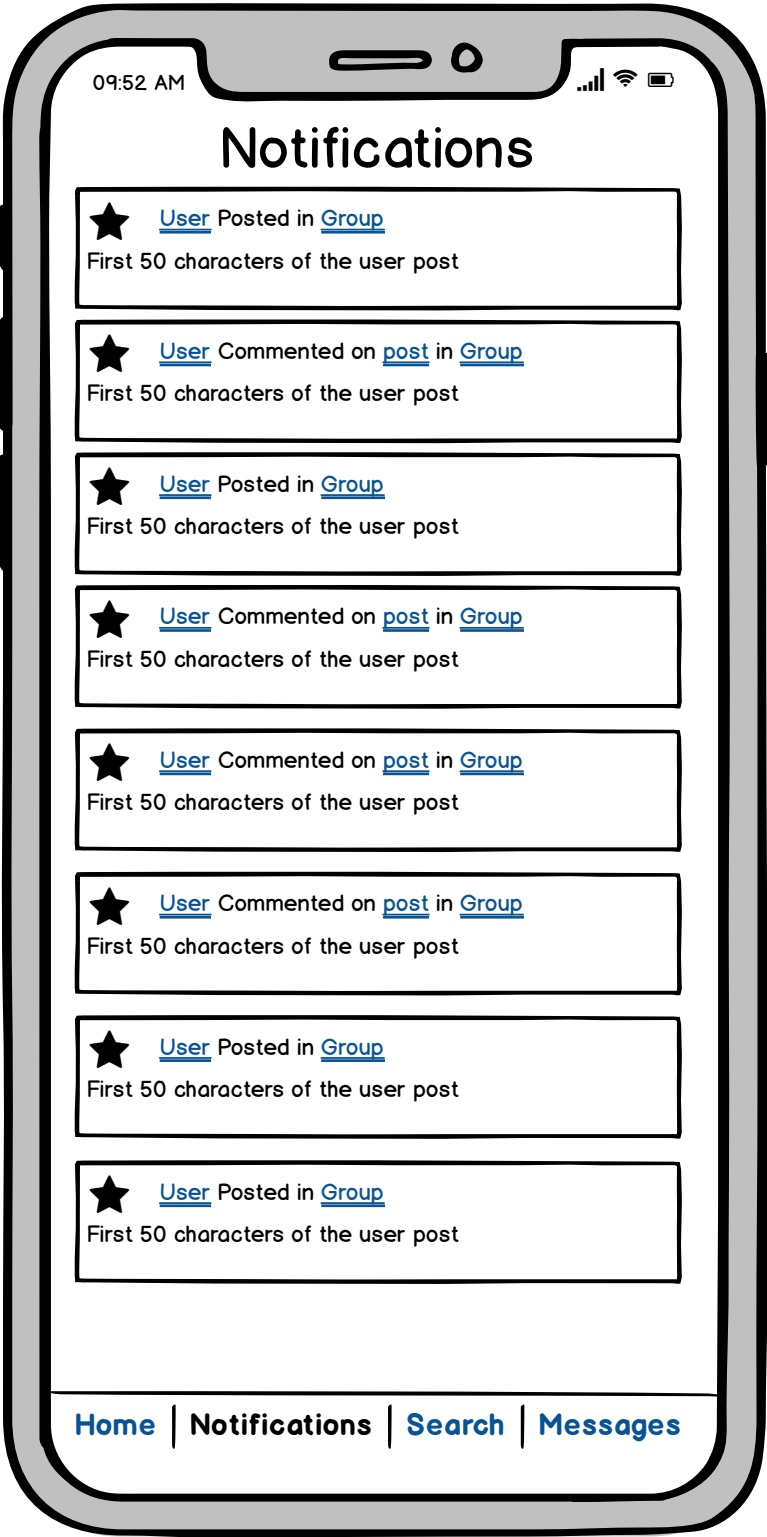 09:52 AM
Notifications
User Posted in Group
First 50 characters of the user post
User Commented on post in Group
First 50 characters of the user post
User Posted in Group
First 50 characters of the user post
User Commented on post in Group
First 50 characters of the user post
User Commented on post in Group
First 50 characters of the user post
User Commented on post in Group
First 50 characters of the user post
User Posted in Group
First 50 characters of the user post
User Posted in Group
First 50 characters of the user post
Home | Notifications | Search | Messages